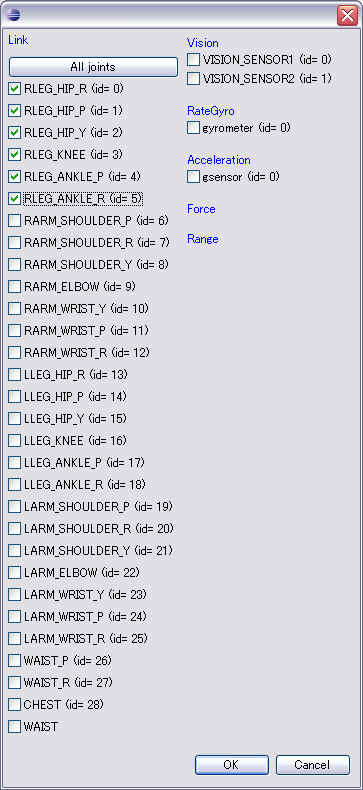 Link
All joints
RLEG_HIP_R (id= 0)
RLEG_HIP_P (id= 1)
RLEG_HIP_Y (id= 2)
RLEG_KNEE (id= 3)
RLEG_ANKLE_P (id= 4)
RLEG_ANKLE_R (id= 5)
RARM_SHOULDER_P (id= 6)
RARM_SHOULDER_R (id= 7)
RARM_SHOULDER_Y (id= 8)
RARM_ELBOW (id= 9)
RARM_WRIST_Y (id= 10)
RARM_WRIST_P (id= 11)
RARM_WRIST_R (id= 12)
LLEG_HIP_R (id= 13)
LLEG_HIP_P (id= 14)
LLEG_HIP_Y (id= 15)
LLEG_KNEE (id= 16)
LLEG_ANKLE_P (id= 17)
LLEG_ANKLE_R (id= 18)
LARM_SHOULDER_P (id= 19)
LARM_SHOULDER_R (id= 20)
LARM_SHOULDER_Y (id= 21)
LARM_ELBOW (id= 22)
LARM_WRIST_Y (id= 23)
LARM_WRIST_P (id= 24)
LARM_WRIST_R (id= 25)
WAIST_P (id= 26)
WAIST_R (id= 27)
CHEST (id= 28)
WAIST
Vision
VISION_SENSOR1 (id= 0)
VISION_SENSOR2 (id= 1)
RateGyro
gyrometer (id= 0)
Acceleration
gsensor (id= 0)
Force
Range
OK
Cancel